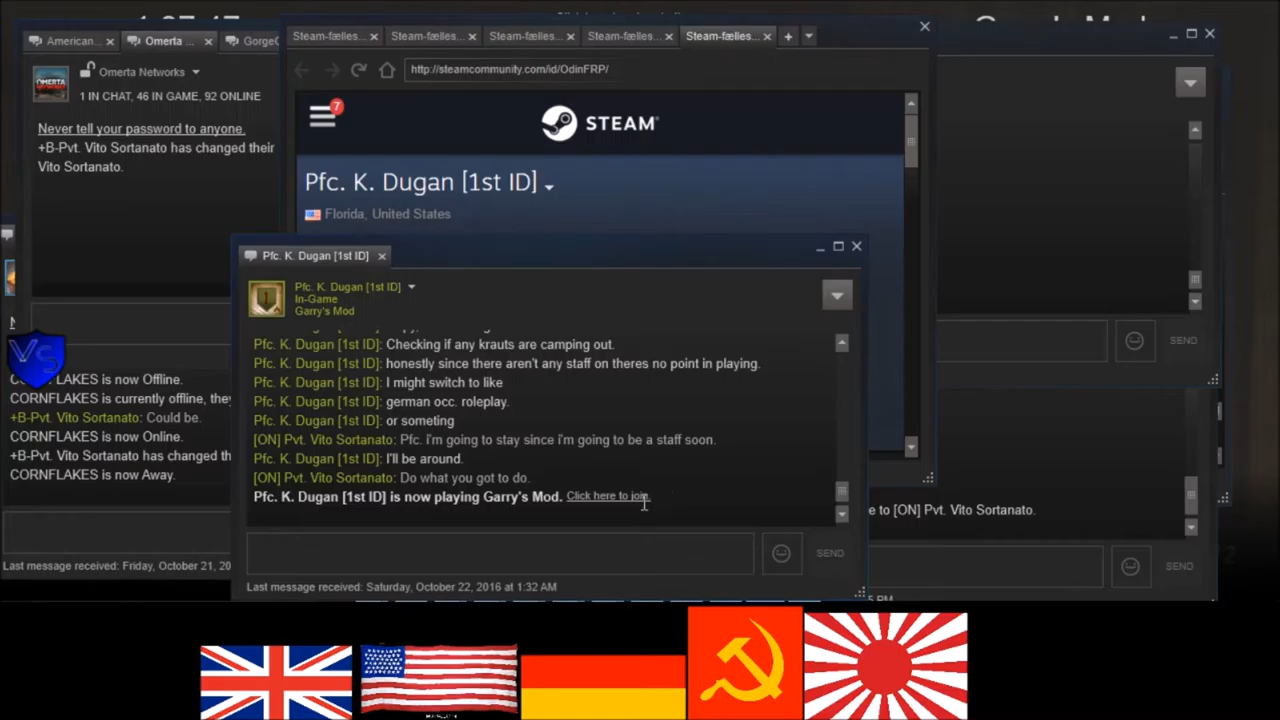 American...
Omerta ...
Omerta Networks
1 IN CHAT, 46 IN GAME, 92 ONLINE
Never tell your password to anyone.
+B-Pvt. Vito Sortanato has changed their
Vito Sortanato.
Steam-fælles...
Steam-fælles...
Steam-fælles...
Steam-fælles...
Steam-fælles...
http://steamcommunity.com/id/OdinFRP/
7
STEAM
Pfc. K. Dugan [1st ID]
Florida, United States
Pfc. K. Dugan [1st ID]
Pfc. K. Dugan [1st ID]
In-Game
Garry's Mod
Pfc. K. Dugan [1st ID]: Checking if any krauts are camping out.
Pfc. K. Dugan [1st ID]: honestly since there aren't any staff on theres no point in playing.
Pfc. K. Dugan [1st ID]: I might switch to like
Pfc. K. Dugan [1st ID]: german occ. roleplay.
Pfc. K. Dugan [1st ID]: or someting
[ON] Pvt. Vito Sortanato: Pfc. i'm going to stay since i'm going to be a staff soon.
Pfc. K. Dugan [1st ID]: I'll be around.
[ON] Pvt. Vito Sortanato: Do what you got to do.
Pfc. K. Dugan [1st ID] is now playing Garry's Mod. Click here to join.
SEND
Last message received: Saturday, October 22, 2016 at 1:32 AM
VS
CORNFLAKES is now Offline.
CORNFLAKES is currently offline, they
+B-Pvt. Vito Sortanato: Could be.
CORNFLAKES is now Online.
+B-Pvt. Vito Sortanato has changed th
CORNFLAKES is now Away.
Last message received: Friday, October 21, 20
SEND
e to [ON] Pvt. Vito Sortanato.
SEND
PM